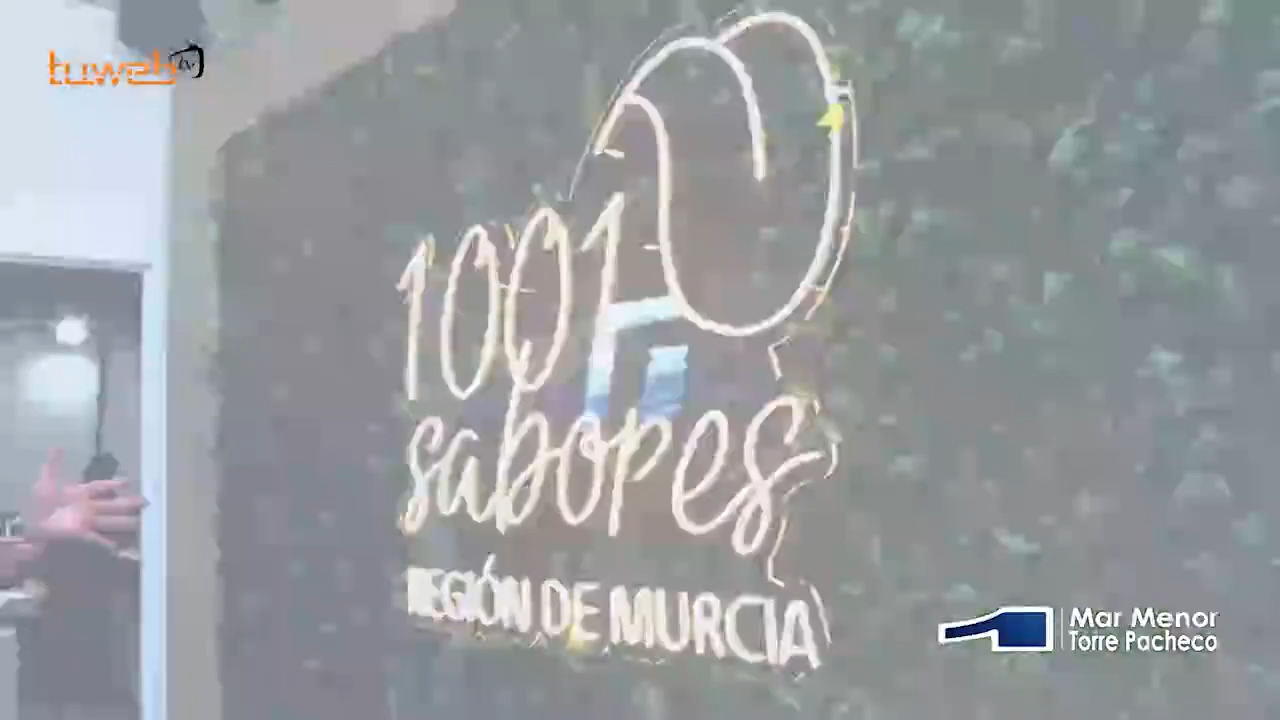 tuweb tv
1001
sabores
REGIÓN DE MURCIA
Mar Menor
Torre Pacheco